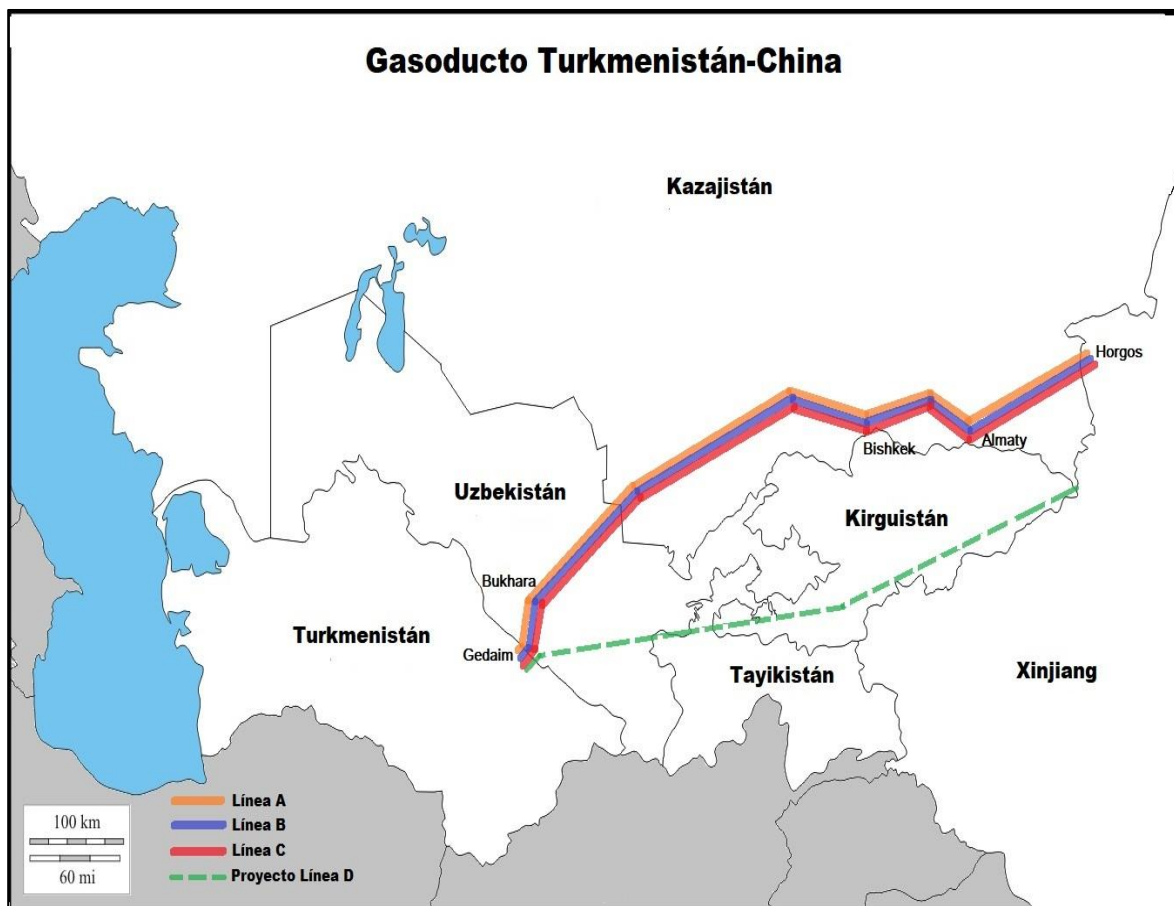 Gasoducto Turkmenistán-China
Kazajistán
Horgos
Bishkek
Almaty
Uzbekistán
Kirguistán
Bukhara
Turkmenistán
Gedaim
Tayikistán
Xinjiang
100 km
60 mi
Línea A
Línea B
Línea C
Proyecto Línea D